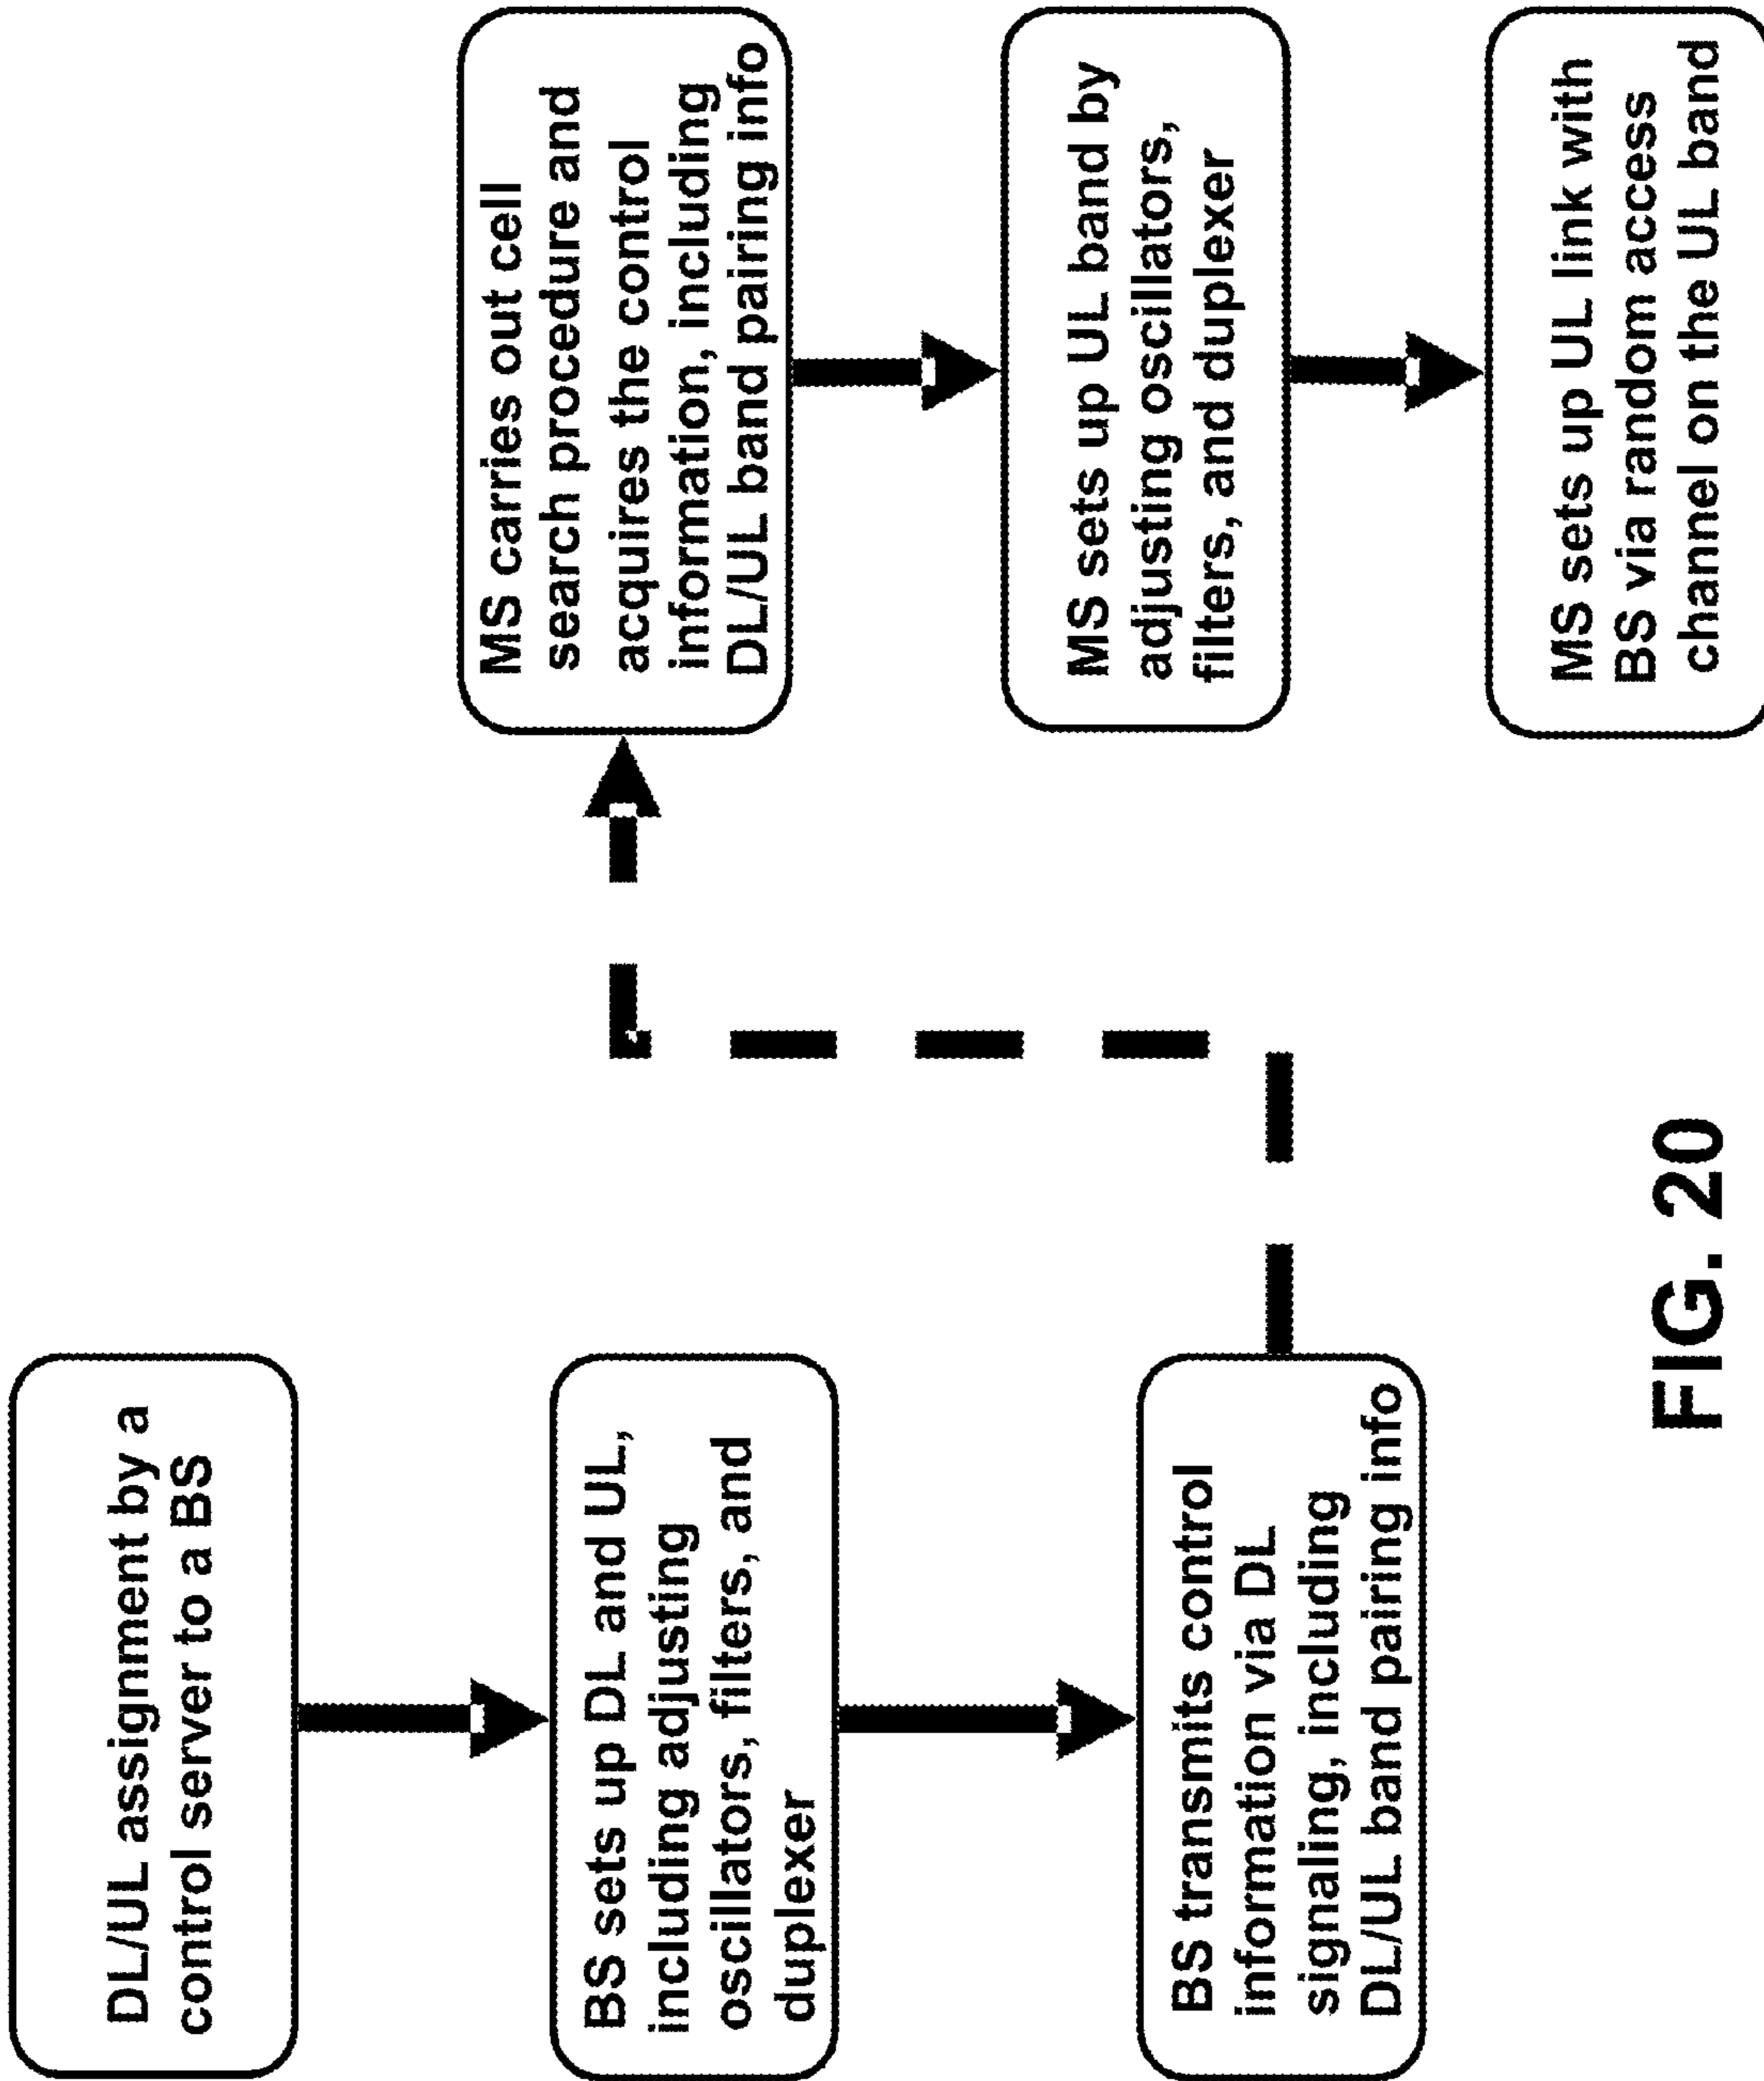 DL/UL assignment by a
control server to a BS
BS sets up DL and UL,
including adjusting
oscillators, filters, and
duplexer
BS transmits control
information via DL
signaling, including
DL/UL band pairing info
MS carries out cell
search procedure and
acquires the control
information, including
DL/UL band pairing info
MS sets up UL band by
adjusting oscillators,
filters, and duplexer
MS sets up UL link with
BS via random access
channel on the UL band
FIG. 20